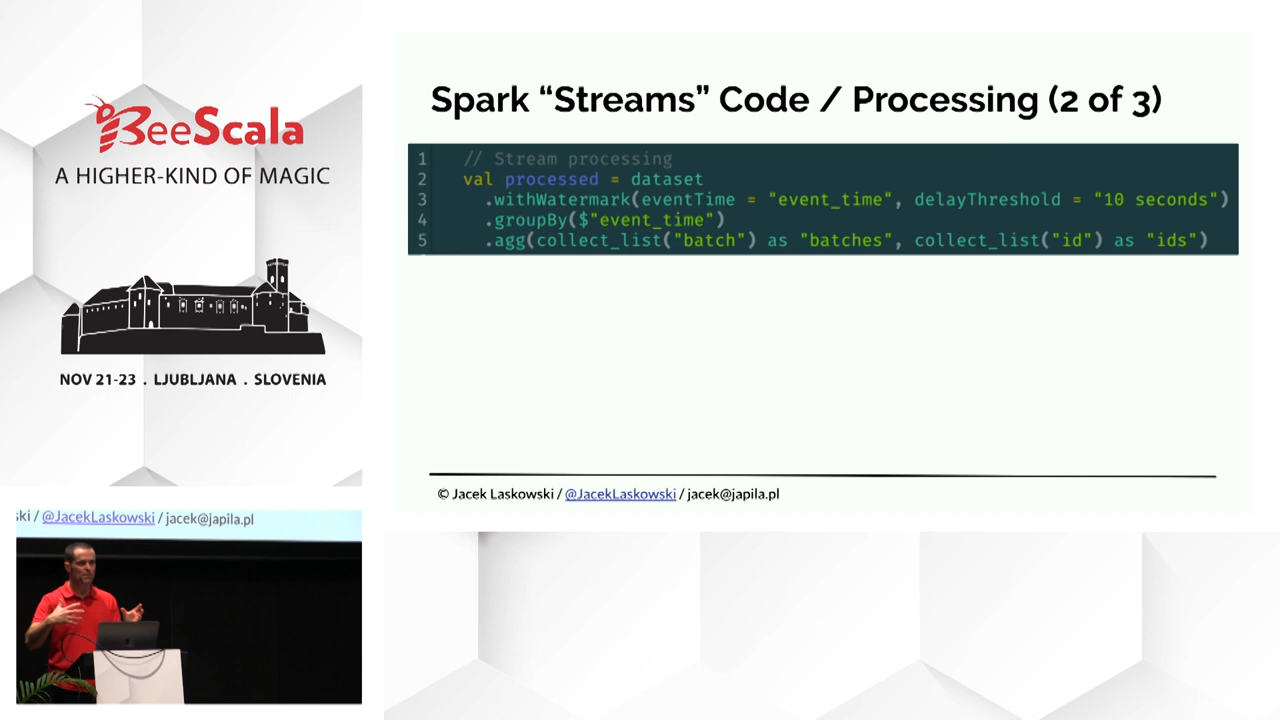 BeeScala
A HIGHER-KIND OF MAGIC
NOV 21-23 . LJUBLJANA . SLOVENIA
Spark “Streams” Code / Processing (2 of 3)
1 // Stream processing
2 val processed = dataset
3 .withWatermark(eventTime = "event_time", delayThreshold = "10 seconds")
4 .groupBy($"event_time")
5 .agg(collect_list("batch") as "batches", collect_list("id") as "ids")
© Jacek Laskowski / @JacekLaskowski / jacek@japila.pl
ski / @JacekLaskowski / jacek@japila.pl